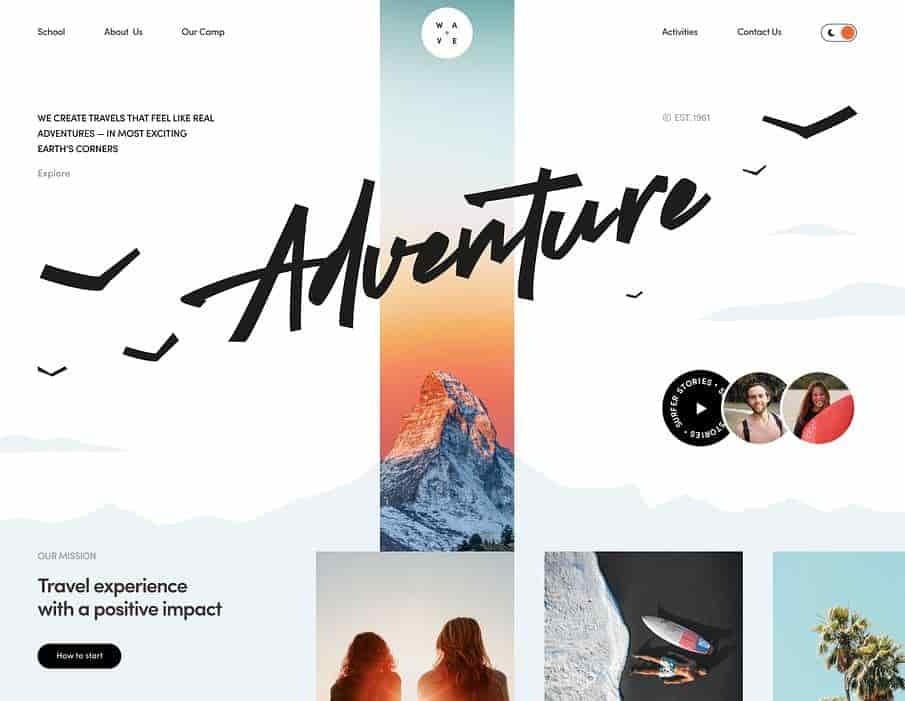 School
About Us
Our Camp
W A
V E
Activities
Contact Us
WE CREATE TRAVELS THAT FEEL LIKE REAL
ADVENTURES — IN MOST EXCITING
EARTH'S CORNERS
Explore
© EST. 1961
Adventure
SURFER STORIES •
STORIES •
OUR MISSION
Travel experience
with a positive impact
How to start